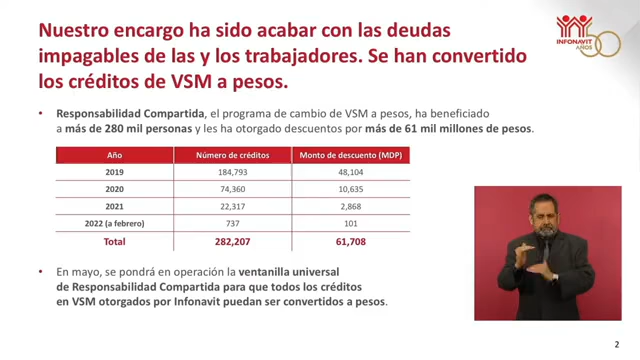 Nuestro encargo ha sido acabar con las deudas
impagables de las y los trabajadores. Se han convertido
los créditos de VSM a pesos.
INFONAVIT
50
AÑOS
• Responsabilidad Compartida, el programa de cambio de VSM a pesos, ha beneficiado
a más de 280 mil personas y les ha otorgado descuentos por más de 61 mil millones de pesos.
Año Número de créditos Monto de descuento (MDP)
2019 184,793 48,104
2020 74,360 10,635
2021 22,317 2,868
2022 (a febrero) 737 101
Total 282,207 61,708
• En mayo, se pondrá en operación la ventanilla universal
de Responsabilidad Compartida para que todos los créditos
en VSM otorgados por Infonavit puedan ser convertidos a pesos.
2